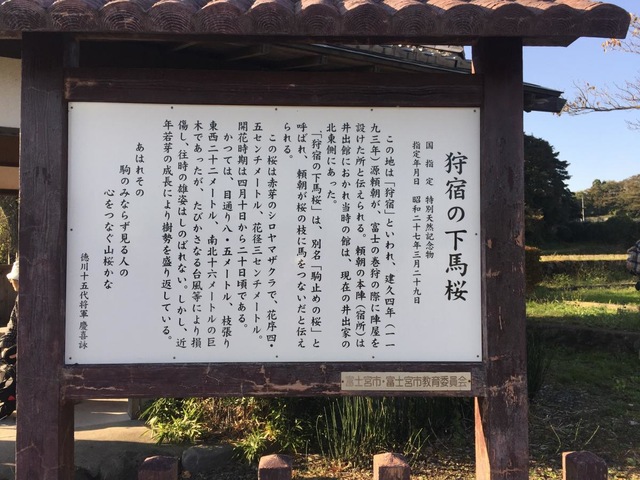 狩宿の下馬桜
国指定 特別天然記念物
指定年月日 昭和二十七年三月二十九日
この地は「狩宿」といわれ、建久四年（一一
九三年）源頼朝が、富士の巻狩の際に陣屋を
設けた所と伝えられる。頼朝の本陣（宿所）は
井出館におかれ当時の館は、現在の井出家の
北東側にあった。
「狩宿の下馬桜」は、別名「駒止めの桜」と
呼ばれ、頼朝が桜の枝に馬をつないだと伝え
られる。
この桜は赤芽のシロヤマザクラで、花序四・
五センチメートル、花径三センチメートル。
開花時期は四月十日から二十日頃である。
かつては、目通り八・五メートル、枝張り
東西二十二メートル、南北十六メートルの巨
木であったが、たびかさなる台風等により損
傷し、往時の雄姿はしのばれない。しかし、近
年若芽の成長により樹勢を盛り返している。
あはれその
駒のみならず見る人の
心をつなぐ山桜かな
徳川十五代将軍 慶喜詠
富士宮市・富士宮市教育委員会